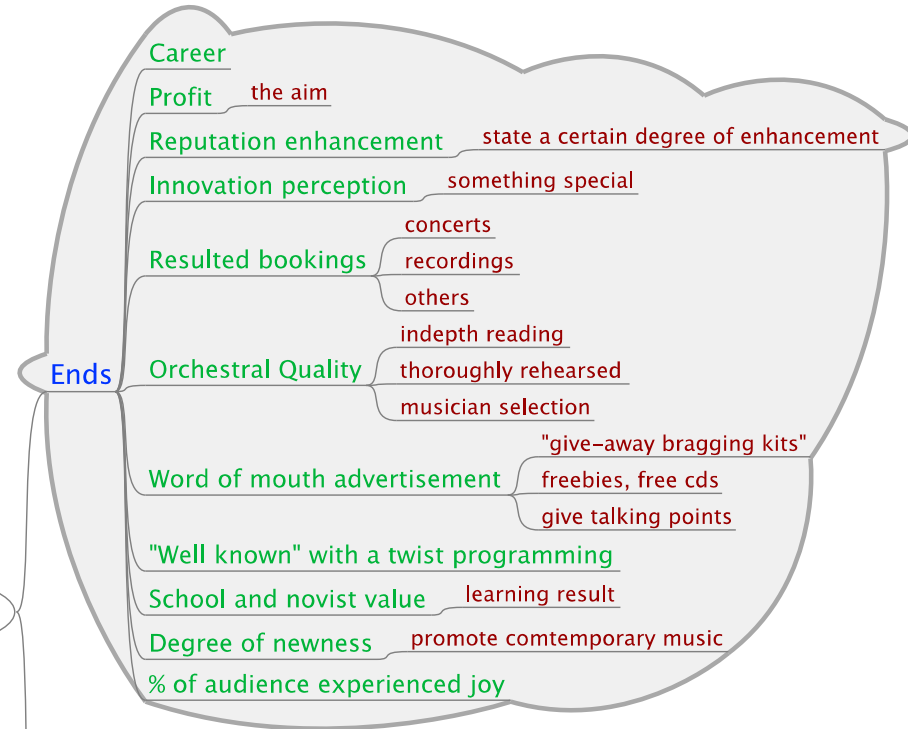 Career
Profit
the aim
Reputation enhancement
state a certain degree of enhancement
Innovation perception
something special
Resulted bookings
concerts
recordings
others
Ends
Orchestral Quality
indepth reading
thoroughly rehearsed
musician selection
Word of mouth advertisement
"give-away bragging kits"
freebies, free cds
give talking points
"Well known" with a twist programming
School and novist value
learning result
Degree of newness
promote comtemporary music
% of audience experienced joy